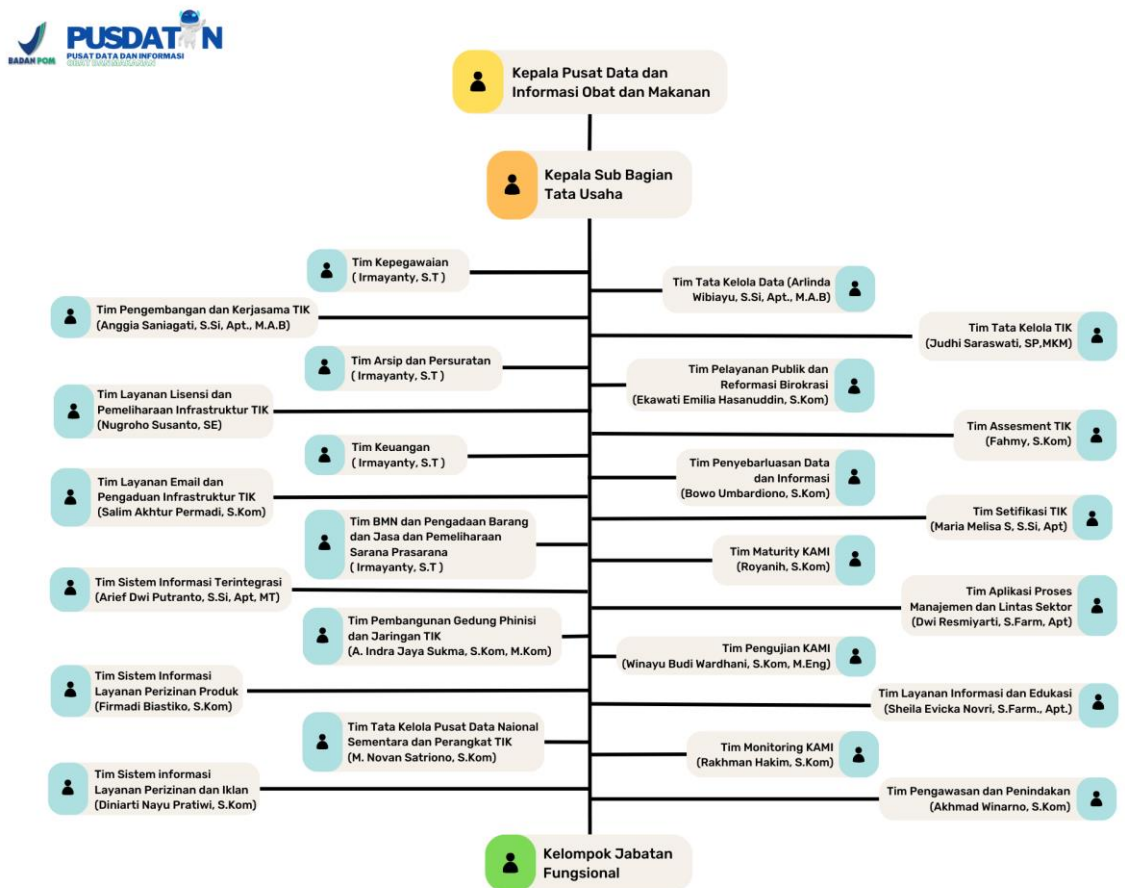 BADAN POM
PUSDATIN
PUSAT DATA DAN INFORMASI
OBAT DAN MAKANAN
Kepala Pusat Data dan
Informasi Obat dan Makanan
Kepala Sub Bagian
Tata Usaha
Tim Kepegawaian
( Irmayanty, S.T )
Tim Pengembangan dan Kerjasama TIK
(Anggia Saniagati, S.Si, Apt., M.A.B)
Tim Arsip dan Persuratan
( Irmayanty, S.T )
Tim Layanan Lisensi dan
Pemeliharaan Infrastruktur TIK
(Nugroho Susanto, SE)
Tim Keuangan
( Irmayanty, S.T )
Tim Layanan Email dan
Pengaduan Infrastruktur TIK
(Salim Akhtur Permadi, S.Kom)
Tim BMN dan Pengadaan Barang
dan Jasa dan Pemeliharaan
Sarana Prasarana
( Irmayanty, S.T )
Tim Sistem Informasi Terintegrasi
(Arief Dwi Putranto, S.Si, Apt, MT)
Tim Pembangunan Gedung Phinisi
dan Jaringan TIK
(A. Indra Jaya Sukma, S.Kom, M.Kom)
Tim Sistem Informasi
Layanan Perizinan Produk
(Firmadi Biastiko, S.Kom)
Tim Tata Kelola Pusat Data Naional
Sementara dan Perangkat TIK
(M. Novan Satriono, S.Kom)
Tim Sistem informasi
Layanan Perizinan dan Iklan
(Diniarti Nayu Pratiwi, S.Kom)
Tim Tata Kelola Data (Arlinda
Wibiayu, S.Si, Apt., M.A.B)
Tim Tata Kelola TIK
(Judhi Saraswati, SP,MKM)
Tim Pelayanan Publik dan
Reformasi Birokrasi
(Ekawati Emilia Hasanuddin, S.Kom)
Tim Assesment TIK
(Fahmy, S.Kom)
Tim Penyebarluasan Data
dan Informasi
(Bowo Umbardiono, S.Kom)
Tim Setifikasi TIK
(Maria Melisa S, S.Si, Apt)
Tim Maturity KAMI
(Royanih, S.Kom)
Tim Aplikasi Proses
Manajemen dan Lintas Sektor
(Dwi Resmiyarti, S.Farm, Apt)
Tim Pengujian KAMI
(Winayu Budi Wardhani, S.Kom, M.Eng)
Tim Layanan Informasi dan Edukasi
(Sheila Evicka Novri, S.Farm., Apt.)
Tim Monitoring KAMI
(Rakhman Hakim, S.Kom)
Tim Pengawasan dan Penindakan
(Akhmad Winarno, S.Kom)
Kelompok Jabatan
Fungsional